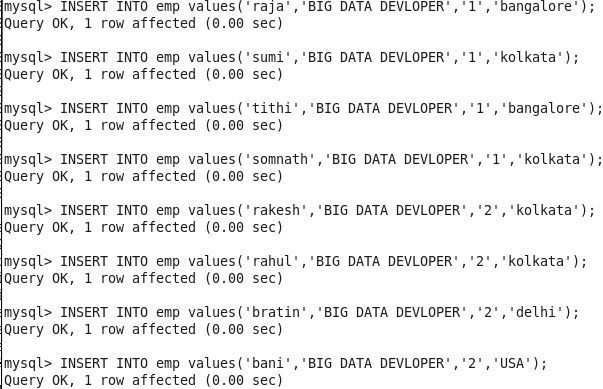 mysql> INSERT INTO emp values('raja','BIG DATA DEVLOPER','1','bangalore');
Query OK, 1 row affected (0.00 sec)
mysql> INSERT INTO emp values('sumi','BIG DATA DEVLOPER','1','kolkata');
Query OK, 1 row affected (0.00 sec)
mysql> INSERT INTO emp values('tithi','BIG DATA DEVLOPER','1','bangalore');
Query OK, 1 row affected (0.00 sec)
mysql> INSERT INTO emp values('somnath','BIG DATA DEVLOPER','1','kolkata');
Query OK, 1 row affected (0.00 sec)
mysql> INSERT INTO emp values('rakesh','BIG DATA DEVLOPER','2','kolkata');
Query OK, 1 row affected (0.00 sec)
mysql> INSERT INTO emp values('rahul','BIG DATA DEVLOPER','2','kolkata');
Query OK, 1 row affected (0.00 sec)
mysql> INSERT INTO emp values('bratin','BIG DATA DEVLOPER','2','delhi');
Query OK, 1 row affected (0.00 sec)
mysql> INSERT INTO emp values('bani','BIG DATA DEVLOPER','2','USA');
Query OK, 1 row affected (0.00 sec)